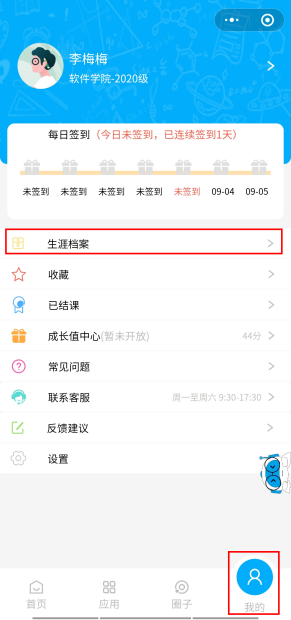 李梅梅
软件学院-2020级
每日签到（今日未签到，已连续签到1天）
未签到 未签到 未签到 未签到 未签到 09-04 09-05
生涯档案
收藏
已结课
成长值中心(暂未开放) 44分
常见问题
联系客服 周一至周六 9:30-17:30
反馈建议
设置
首页 应用 圈子 我的